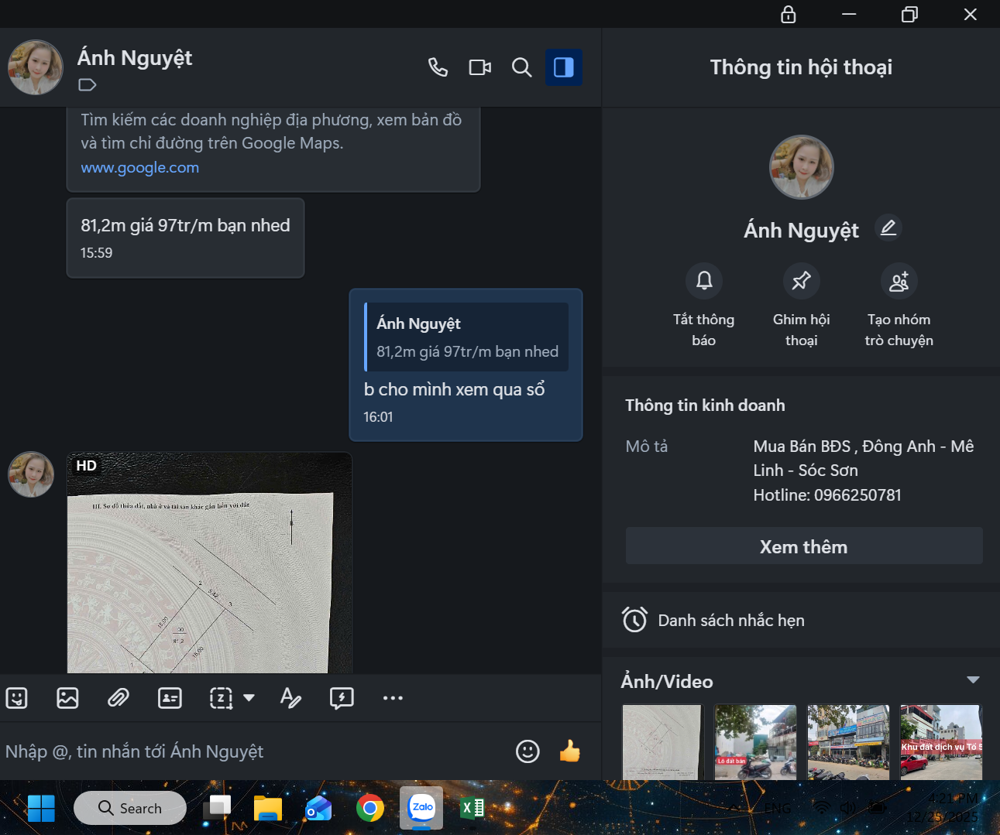 Ánh Nguyệt
Thông tin hội thoại
Tìm kiếm các doanh nghiệp địa phương, xem bản đồ
và tìm chỉ đường trên Google Maps.
www.google.com
81,2m giá 97tr/m bạn nhed
15:59
Ánh Nguyệt
81,2m giá 97tr/m bạn nhed
b cho mình xem qua sổ
16:01
HD
III. Sơ đồ thửa đất, nhà ở và tài sản khác gắn liền với đất
2
5,42
3
15,00
81,2
15,00
1
Nhập @, tin nhắn tới Ánh Nguyệt
Ánh Nguyệt
Tắt thông
báo
Ghim hội
thoại
Tạo nhóm
trò chuyện
Thông tin kinh doanh
Mô tả
Mua Bán BĐS , Đông Anh - Mê
Linh - Sóc Sơn
Hotline: 0966250781
Xem thêm
Danh sách nhắc hẹn
Ảnh/Video
Lô đất bán
Khu đất dịch vụ Tổ 5
Search
Zalo
ENG
4:21 PM
12/25/2025